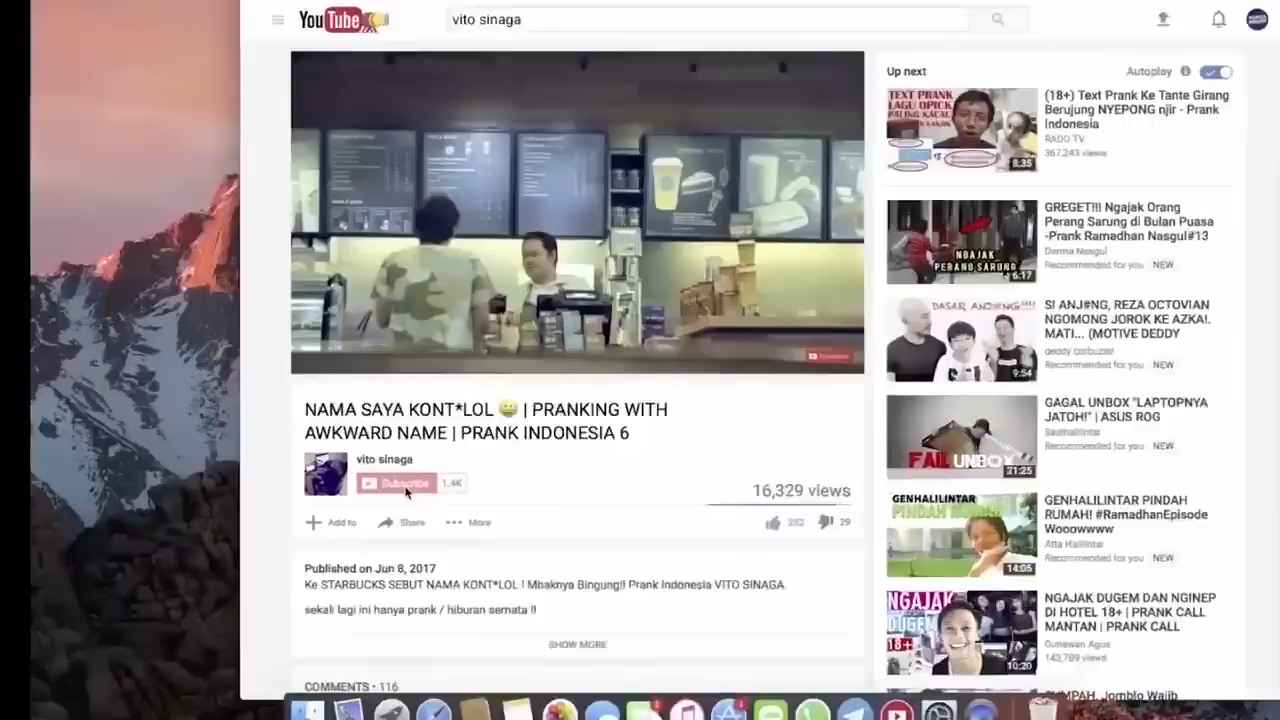 YouTube
vito sinaga
NAMA SAYA KONT*LOL 😀 | PRANKING WITH
AWKWARD NAME | PRANK INDONESIA 6
vito sinaga
Subscribe 1.4K
16,329 views
Add to Share More 252 29
Published on Jun 8, 2017
Ke STARBUCKS SEBUT NAMA KONT*LOL ! Mbaknya Bingung!! Prank Indonesia VITO SINAGA.
sekali lagi ini hanya prank / hiburan semata !!
SHOW MORE
COMMENTS • 116
Up next Autoplay
TEXT PRANK
LAGU OPICK
PALING KACAU
8:35
(18+) Text Prank Ke Tante Girang
Berujung NYEPONG njir - Prank
Indonesia
RADO TV
367,243 views
NGAJAK
PERANG SARUNG
6:17
GREGET!!! Ngajak Orang
Perang Sarung di Bulan Puasa
-Prank Ramadhan Nasgul#13
Darma Nasgul
Recommended for you NEW
DASAR ANJ#NG!!!!
9:54
SI ANJ#NG, REZA OCTOVIAN
NGOMONG JOROK KE AZKA!.
MATI... (MOTIVE DEDDY
deddy corbuzier
Recommended for you NEW
FAIL UNBOX
21:25
GAGAL UNBOX "LAPTOPNYA
JATOH!" | ASUS ROG
Saaihalilintar
Recommended for you NEW
GENHALILINTAR
PINDAH RUMAH
14:05
GENHALILINTAR PINDAH
RUMAH! #RamadhanEpisode
Wooowwww
Atta Halilintar
Recommended for you NEW
NGAJAK
DUGEM
18+
10:20
NGAJAK DUGEM DAN NGINEP
DI HOTEL 18+ | PRANK CALL
MANTAN | PRANK CALL
Gunawan Agus
143,789 views
Jomblo Wajib